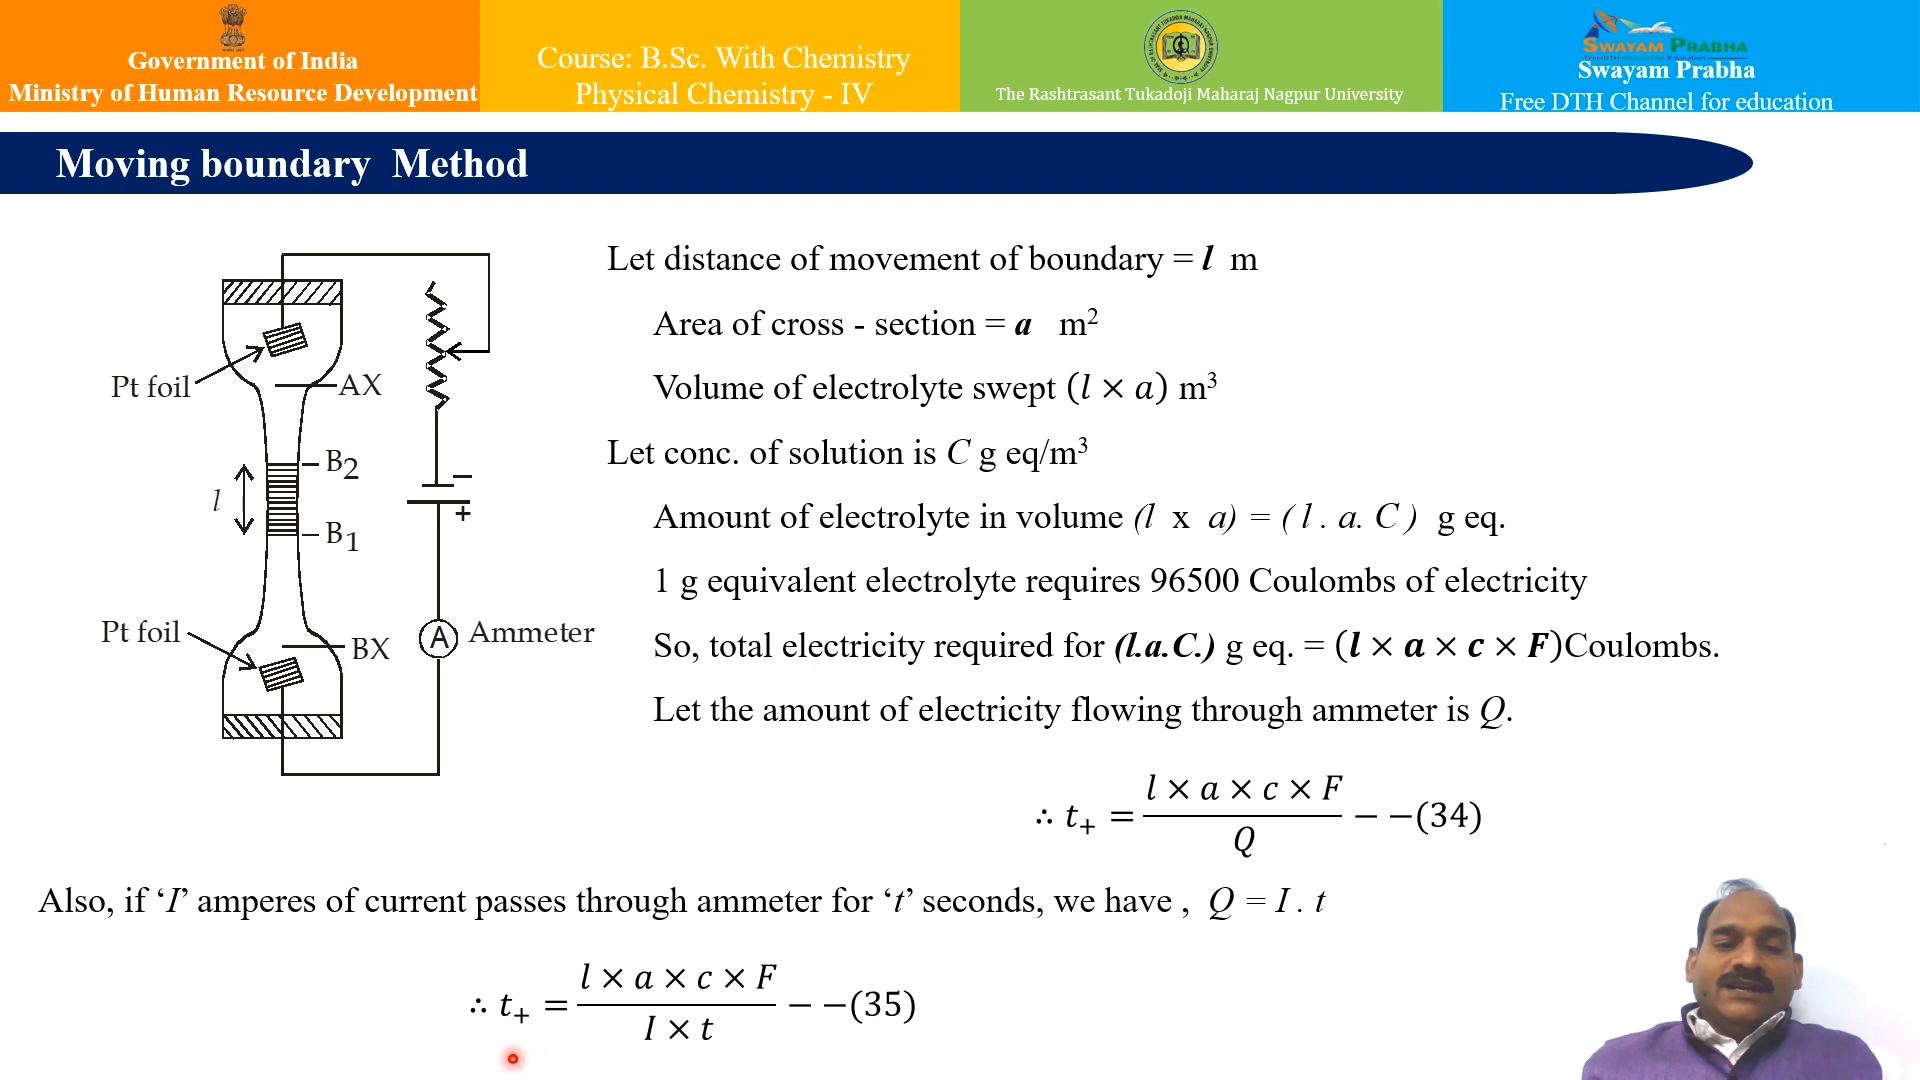 Government of India
Ministry of Human Resource Development
Course: B.Sc. With Chemistry
Physical Chemistry - IV
The Rashtrasant Tukadoji Maharaj Nagpur University
SWAYAM PRABHA
Swayam Prabha
Free DTH Channel for education
Moving boundary Method
Pt foil
AX
B2
l
B1
Pt foil
BX
−
+
A Ammeter
Let distance of movement of boundary = l m
Area of cross - section = a m²
Volume of electrolyte swept (l × a) m³
Let conc. of solution is C g eq/m³
Amount of electrolyte in volume (l x a) = ( l . a. C ) g eq.
1 g equivalent electrolyte requires 96500 Coulombs of electricity
So, total electricity required for (l.a.C.) g eq. = (l × a × c × F)Coulombs.
Let the amount of electricity flowing through ammeter is Q.
∴ t₊ = l × a × c × F / Q − −(34)
Also, if ‘I’ amperes of current passes through ammeter for ‘t’ seconds, we have , Q = I . t
∴ t₊ = l × a × c × F / I × t − −(35)